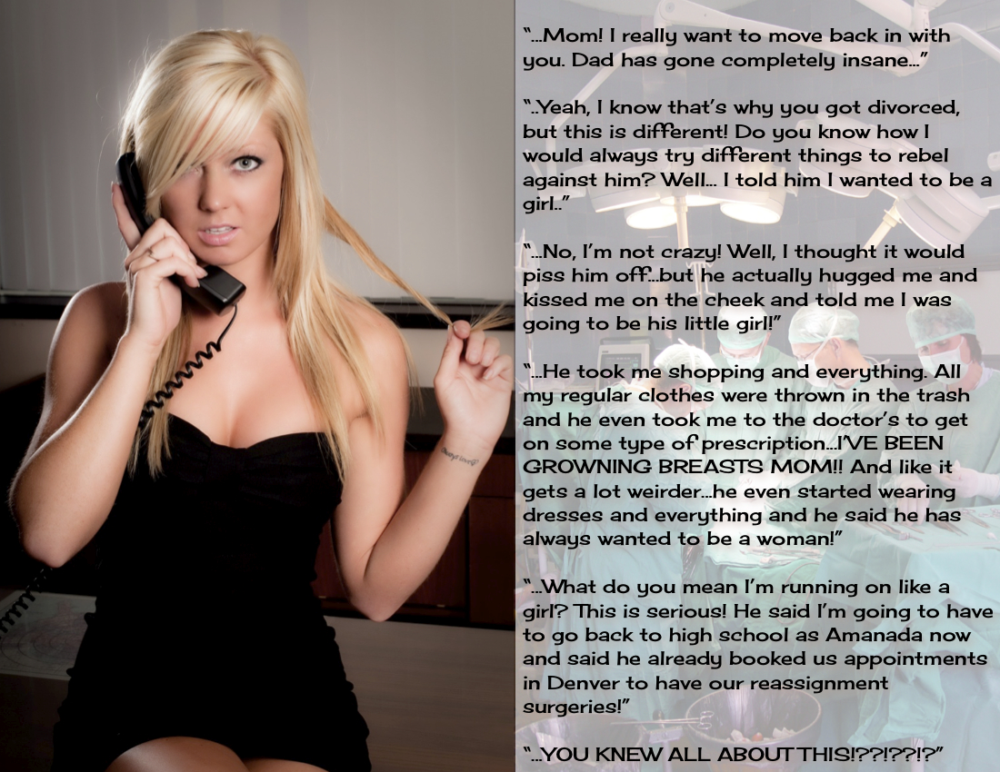 “...Mom! I really want to move back in with
you. Dad has gone completely insane...”
“..Yeah, I know that’s why you got divorced,
but this is different! Do you know how I
would always try different things to rebel
against him? Well... I told him I wanted to be a
girl..”
“...No, I’m not crazy! Well, I thought it would
piss him off...but he actually hugged me and
kissed me on the cheek and told me I was
going to be his little girl!”
“...He took me shopping and everything. All
my regular clothes were thrown in the trash
and he even took me to the doctor’s to get
on some type of prescription...I’VE BEEN
GROWNING BREASTS MOM!! And like it
gets a lot weirder...he even started wearing
dresses and everything and he said he has
always wanted to be a woman!”
“...What do you mean I’m running on like a
girl? This is serious! He said I’m going to have
to go back to high school as Amanada now
and said he already booked us appointments
in Denver to have our reassignment
surgeries!”
“...YOU KNEW ALL ABOUT THIS!??!??!?”